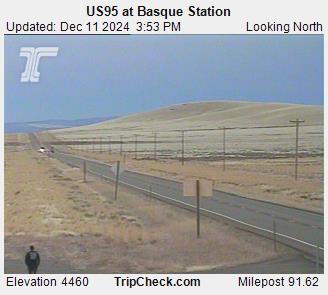 US95 at Basque Station
Updated: Dec 11 2024 3:53 PM Looking North
Elevation 4460 TripCheck.com Milepost 91.62